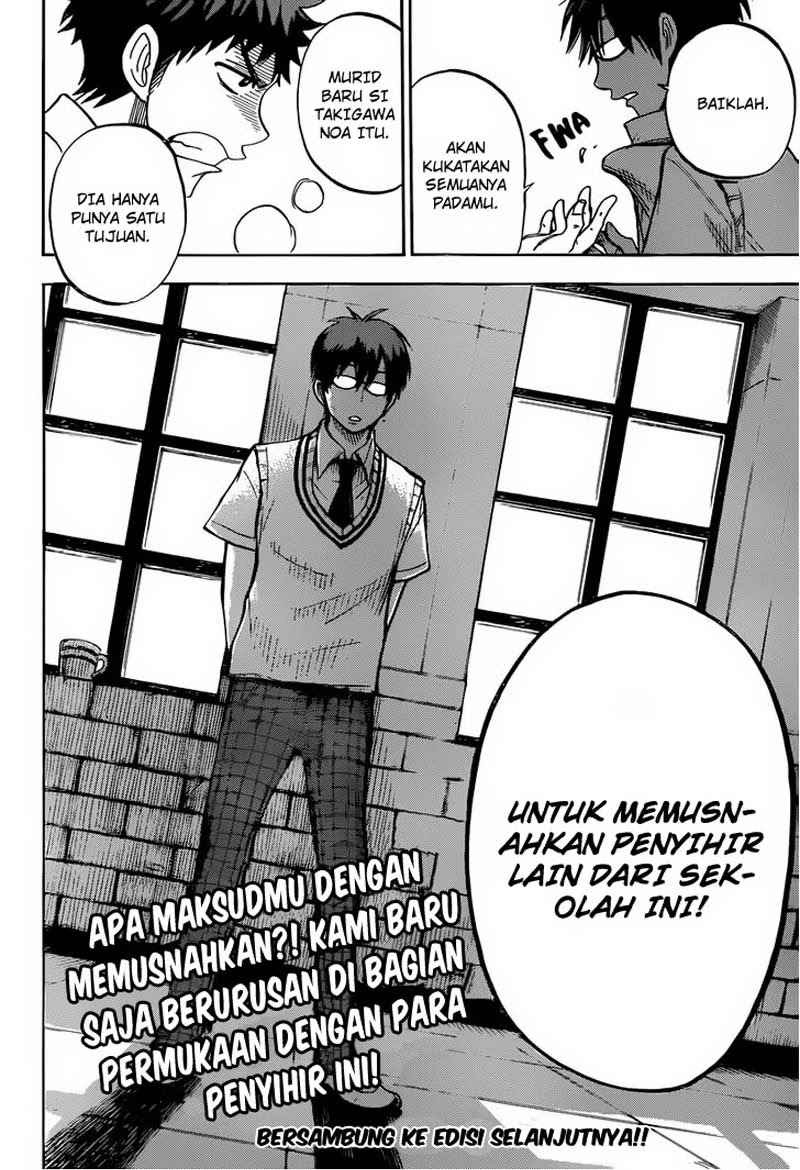 BAIKLAH.
AKAN
KUKATAKAN
SEMUANYA
PADAMU.
FWA
MURID
BARU SI
TAKIGAWA
NOA ITU.
DIA HANYA
PUNYA SATU
TUJUAN.
UNTUK MEMUSN-
AHKAN PENYIHIR
LAIN DARI SEK-
OLAH INI!
APA MAKSUDMU DENGAN
MEMUSNAHKAN?! KAMI BARU
SAJA BERURUSAN DI BAGIAN
PERMUKAAN DENGAN PARA
PENYIHIR INI!
BERSAMBUNG KE EDISI SELANJUTNYA!!